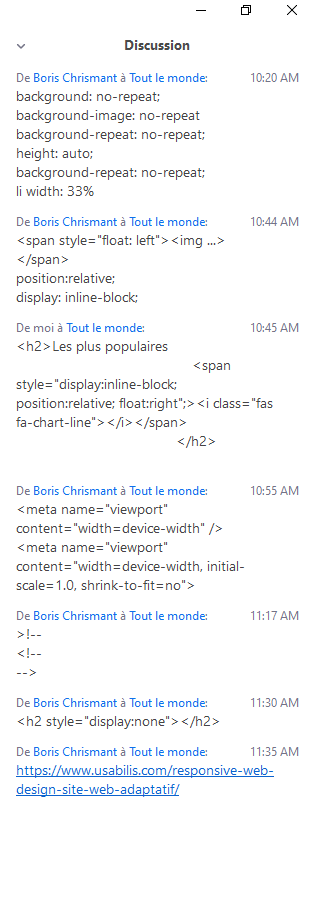 Discussion
De Boris Chrismant à Tout le monde: 10:20 AM
background: no-repeat;
background-image: no-repeat
background-repeat: no-repeat;
height: auto;
background-repeat: no-repeat;
li width: 33%
De Boris Chrismant à Tout le monde: 10:44 AM
<span style="float: left"><img ...>
</span>
position:relative;
display: inline-block;
De moi à Tout le monde: 10:45 AM
<h2>Les plus populaires
<span
style="display:inline-block;
position:relative; float:right";><i class="fas
fa-chart-line"></i></span>
</h2>
De Boris Chrismant à Tout le monde: 10:55 AM
<meta name="viewport"
content="width=device-width" />
<meta name="viewport"
content="width=device-width, initial-
scale=1.0, shrink-to-fit=no">
De Boris Chrismant à Tout le monde: 11:17 AM
>!--
<!--
-->
De Boris Chrismant à Tout le monde: 11:30 AM
<h2 style="display:none"></h2>
De Boris Chrismant à Tout le monde: 11:35 AM
https://www.usabilis.com/responsive-web-
design-site-web-adaptatif/